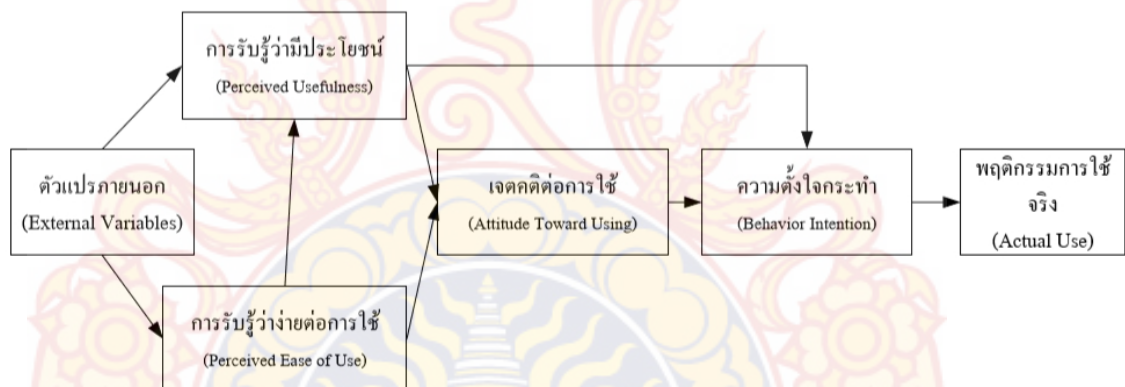 การรับรู้ว่ามีประโยชน์
(Perceived Usefulness)
ตัวแปรภายนอก
(External Variables)
เจตคติต่อการใช้
(Attitude Toward Using)
ความตั้งใจกระทำ
(Behavior Intention)
พฤติกรรมการใช้
จริง
(Actual Use)
การรับรู้ว่าง่ายต่อการใช้
(Perceived Ease of Use)